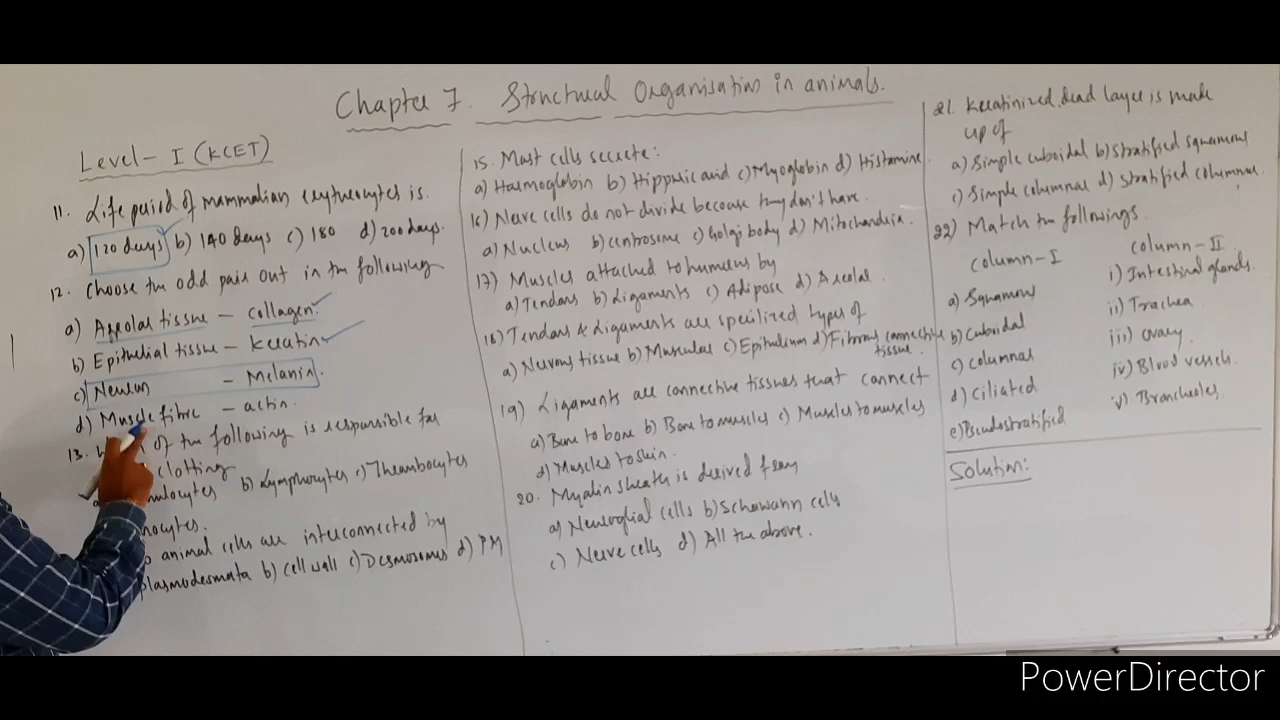 Chapter 7. Structural Organisation in animals.
Level-I (KCET)
11. Life period of mammalian erythrocytes is.
a) 120 days b) 140 days c) 180 d) 200 days.
12. Choose the odd pair out in the following
a) Areolar tissue - collagen.
b) Epithelial tissue - keratin
c) Neuron - Melanin.
d) Muscle fibre - actin.
13. of the following is responsible for
clotting
b) Lymphocytes c) Thrombocytes
animal cells are interconnected by
plasmodesmata b) cell wall c) Desmosomes d) PM
15. Mast cells secrete:
a) Haemoglobin b) Hippuric acid c) Myoglobin d) Histamine.
16) Nerve cells do not divide because they don't have.
a) Nucleus b) centrosome c) Golgi body d) Mitochondria.
17) Muscles attached to humerus by
a) Tendons b) Ligaments c) Adipose d) Areolar
18) Tendons & Ligaments are specilized types of
a) Nervous tissue b) Muscular c) Epithelium d) Fibrous connective
tissue.
19) Ligaments are connective tissues that connect
a) Bone to bone b) Bone to muscles c) Muscles to muscles
d) Muscles to skin.
20. Myalin sheath is derived from
a) Neuroglial cells b) Schowann cells
c) Nerve cells d) All the above.
21. Keratinized dead layer is made
up of
a) Simple cuboidal b) Stratified squamous
c) Simple columnar d) Stratified columnar
22) Match the followings.
column-I column-II
a) Squamous i) Intestinal glands.
b) Cuboidal ii) Trachea.
c) columnar iii) ovary
d) Ciliated iv) Blood vessels.
e) Pseudostratified v) Brancheoles.
Solution:
PowerDirector